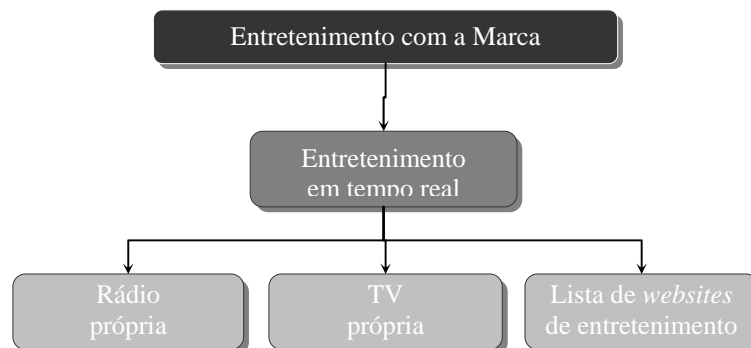 Entretenimento com a Marca
Entretenimento
em tempo real
Rádio
própria
TV
própria
Lista de websites
de entretenimento